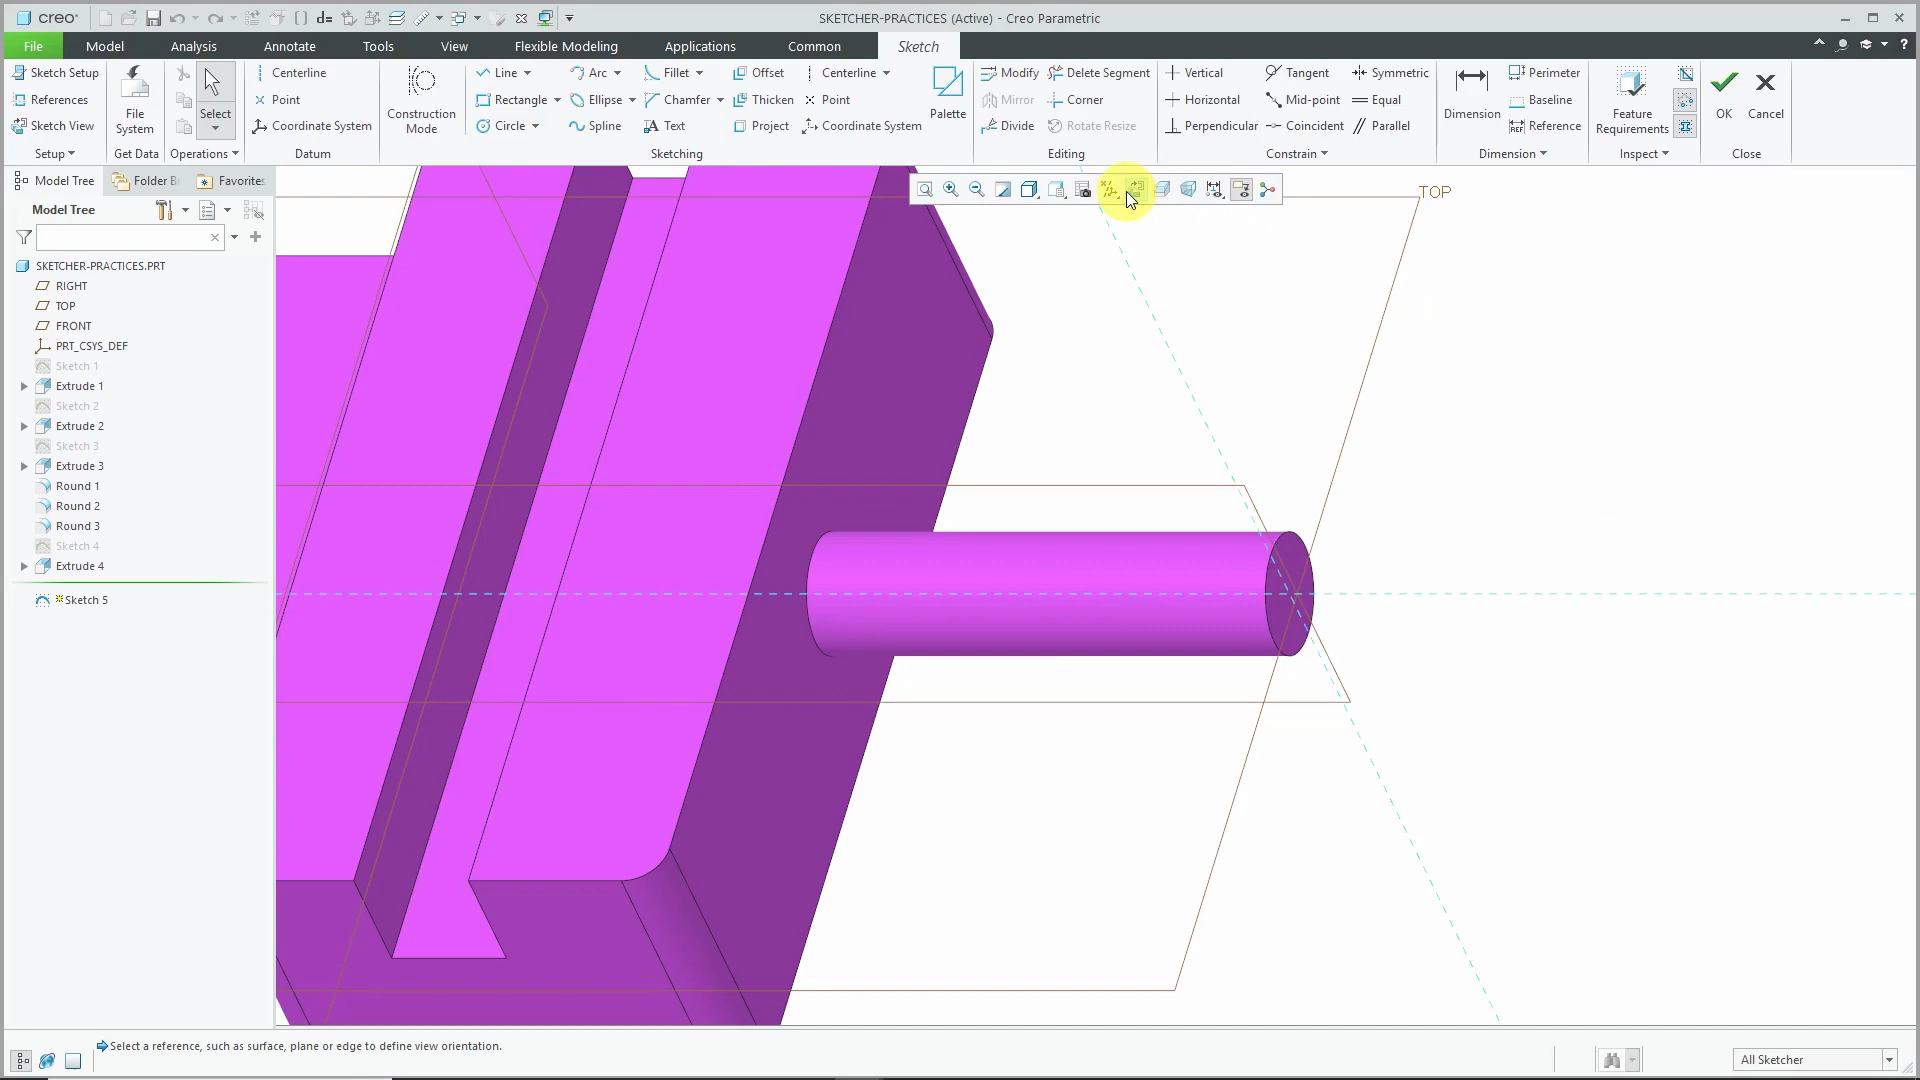 creo
SKETCHER-PRACTICES (Active) - Creo Parametric
File
Model
Analysis
Annotate
Tools
View
Flexible Modeling
Applications
Common
Sketch
Sketch Setup
References
Sketch View
Setup
File System
Get Data
Select
Operations
Centerline
Point
Coordinate System
Datum
Construction Mode
Line
Rectangle
Circle
Arc
Ellipse
Spline
Fillet
Chamfer
Text
Offset
Thicken
Project
Centerline
Point
Coordinate System
Palette
Sketching
Modify
Mirror
Divide
Delete Segment
Corner
Rotate Resize
Editing
Vertical
Horizontal
Perpendicular
Tangent
Mid-point
Coincident
Symmetric
Equal
Parallel
Constrain
Dimension
Perimeter
Baseline
Reference
Dimension
Feature Requirements
Inspect
OK
Cancel
Close
Model Tree
Folder B
Favorites
Model Tree
SKETCHER-PRACTICES.PRT
RIGHT
TOP
FRONT
PRT_CSYS_DEF
Sketch 1
Extrude 1
Sketch 2
Extrude 2
Sketch 3
Extrude 3
Round 1
Round 2
Round 3
Sketch 4
Extrude 4
Sketch 5
TOP
Select a reference, such as surface, plane or edge to define view orientation.
All Sketcher